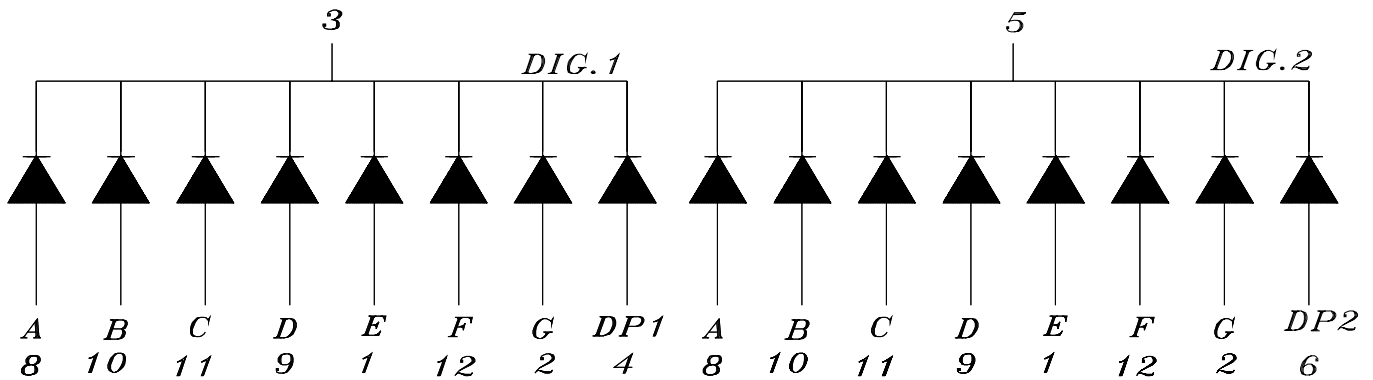 3 5
DIG.1 DIG.2
A B C D E F G DP1 A B C D E F G DP2
8 10 11 9 1 12 2 4 8 10 11 9 1 12 2 6